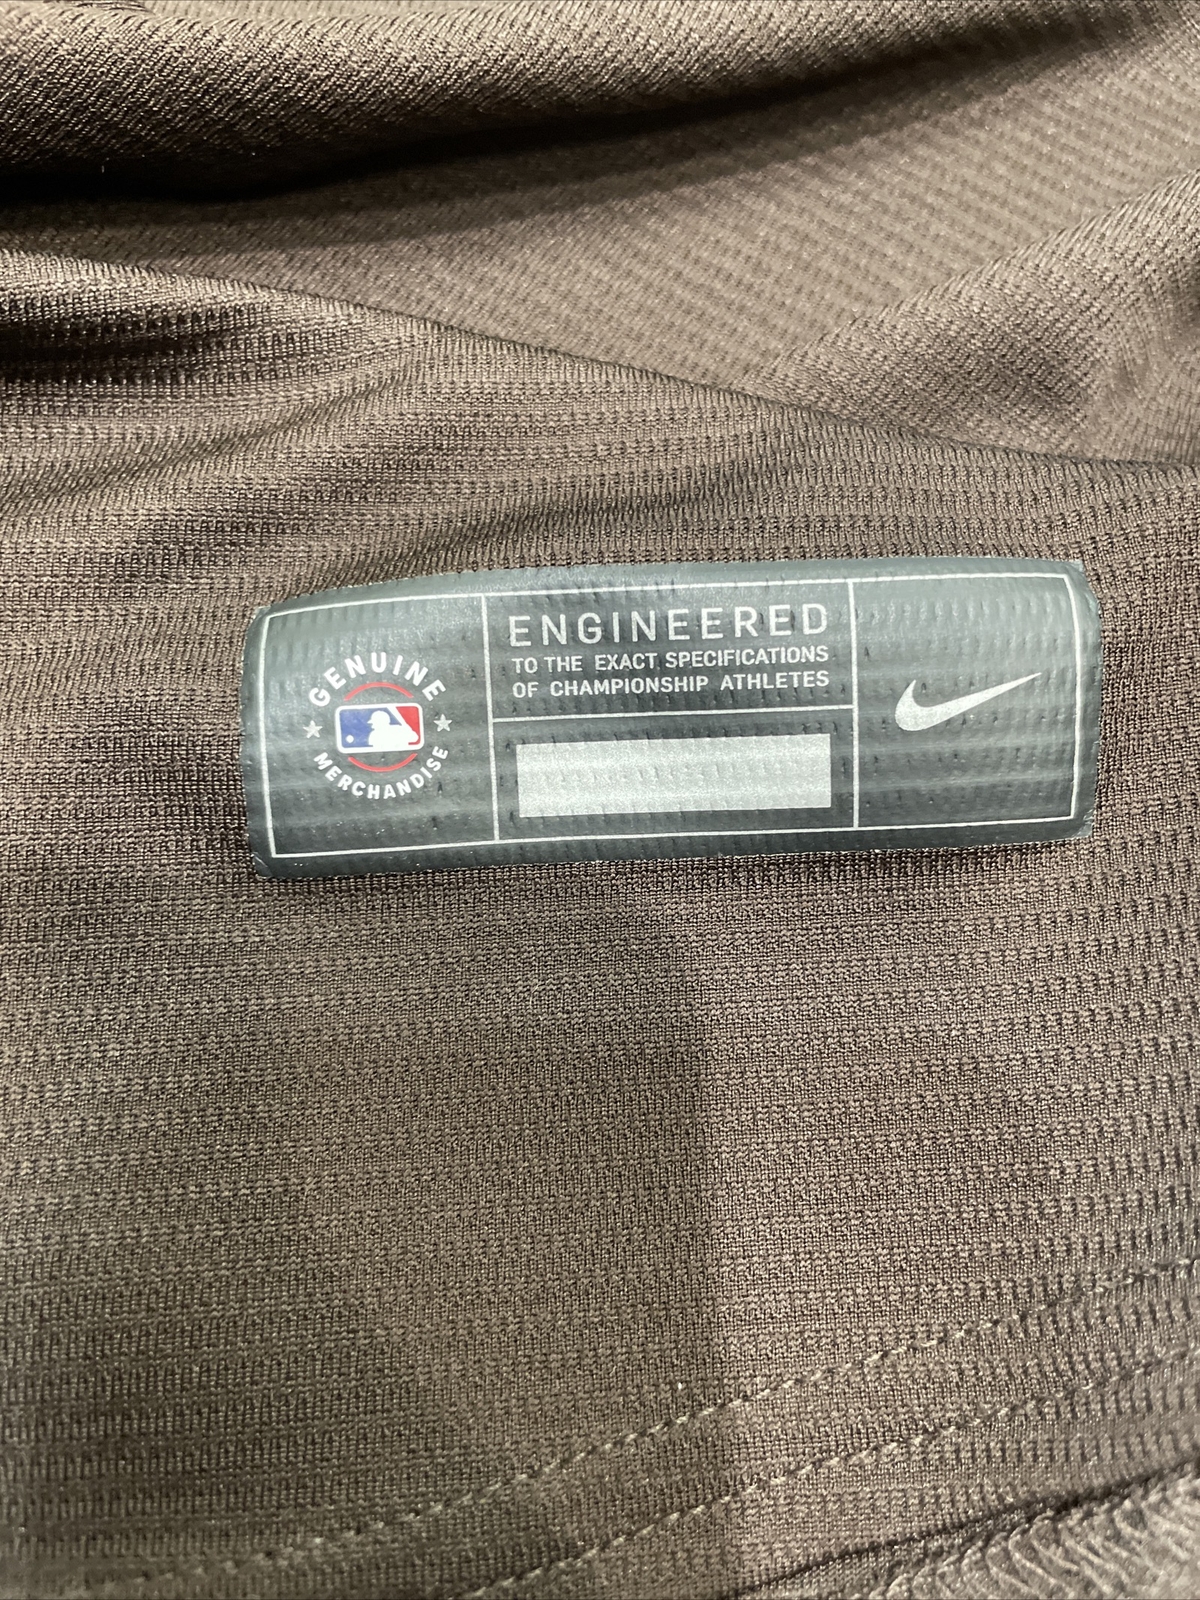 GENUINE
MERCHANDISE
ENGINEERED
TO THE EXACT SPECIFICATIONS
OF CHAMPIONSHIP ATHLETES